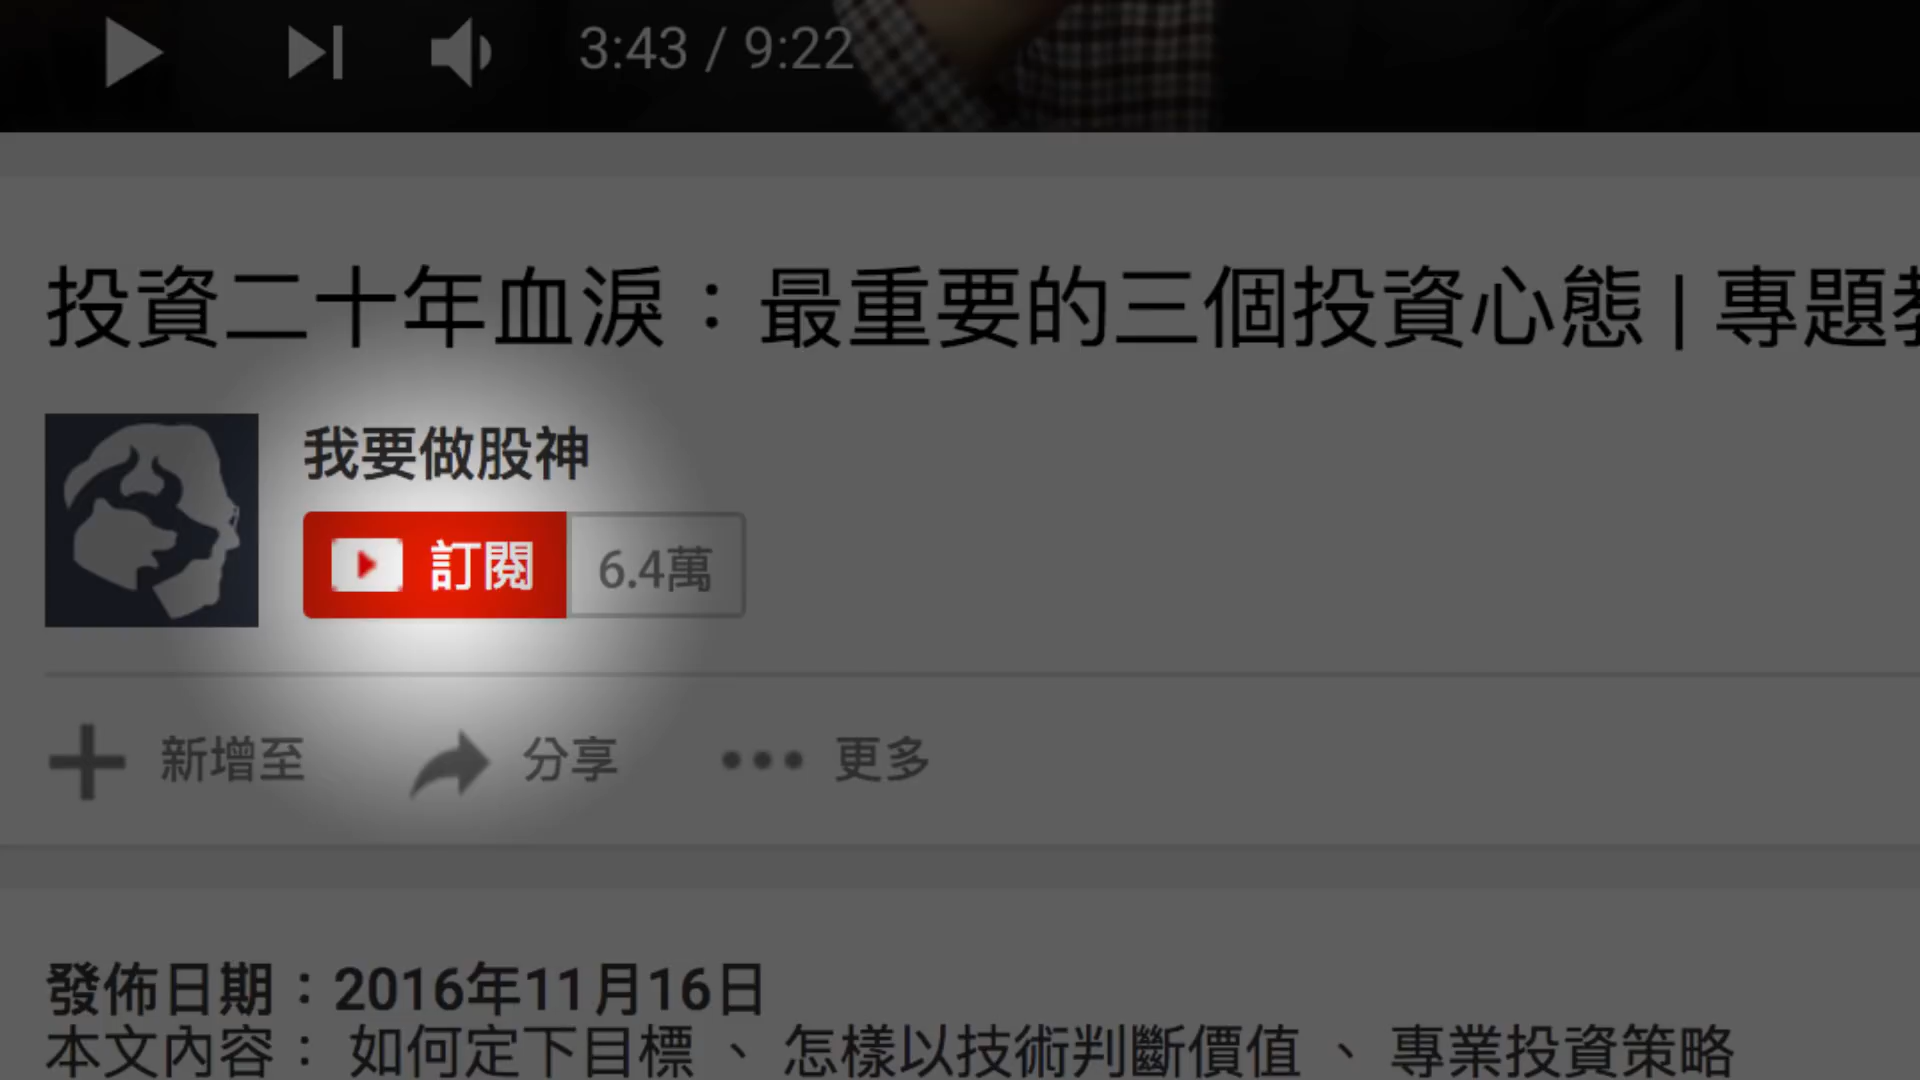 3:43 / 9:22
投資二十年血淚：最重要的三個投資心態 | 專題
我要做股神
訂閱 6.4萬
新增至 分享 更多
發佈日期：2016年11月16日
本文內容： 如何定下目標 、 怎樣以技術判斷價值 、 專業投資策略